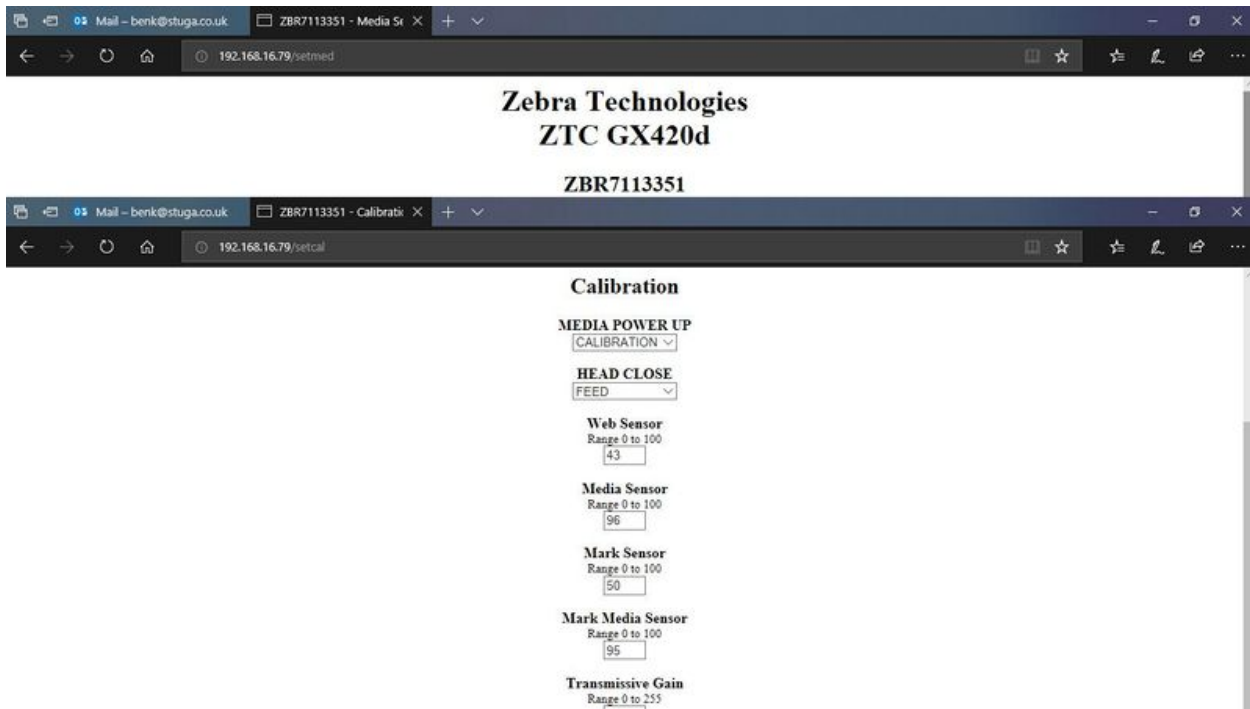 Mail – benk@stuga.co.uk
ZBR7113351 - Media Se
192.168.16.79/setmed
Zebra Technologies
ZTC GX420d
ZBR7113351
Mail – benk@stuga.co.uk
ZBR7113351 - Calibratic
192.168.16.79/setcal
Calibration
MEDIA POWER UP
CALIBRATION
HEAD CLOSE
FEED
Web Sensor
Range 0 to 100
43
Media Sensor
Range 0 to 100
96
Mark Sensor
Range 0 to 100
50
Mark Media Sensor
Range 0 to 100
95
Transmissive Gain
Range 0 to 255